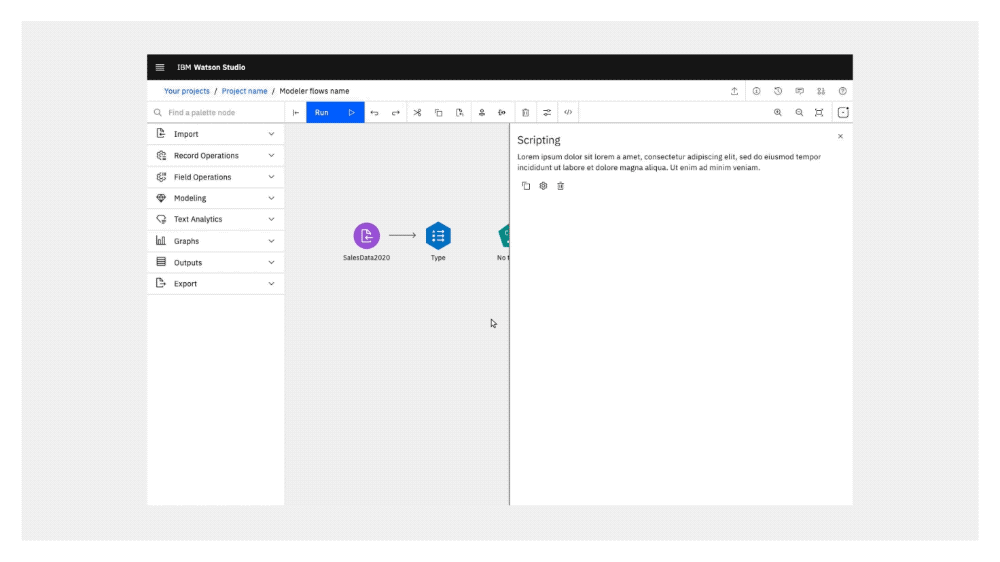 IBM Watson Studio
Your projects / Project name / Modeler flows name
Find a palette node
Run
Import
Record Operations
Field Operations
Modeling
Text Analytics
Graphs
Outputs
Export
SalesData2020
Type
No
Scripting
Lorem ipsum dolor sit lorem a amet, consectetur adipiscing elit, sed do eiusmod tempor
incididunt ut labore et dolore magna aliqua. Ut enim ad minim veniam.